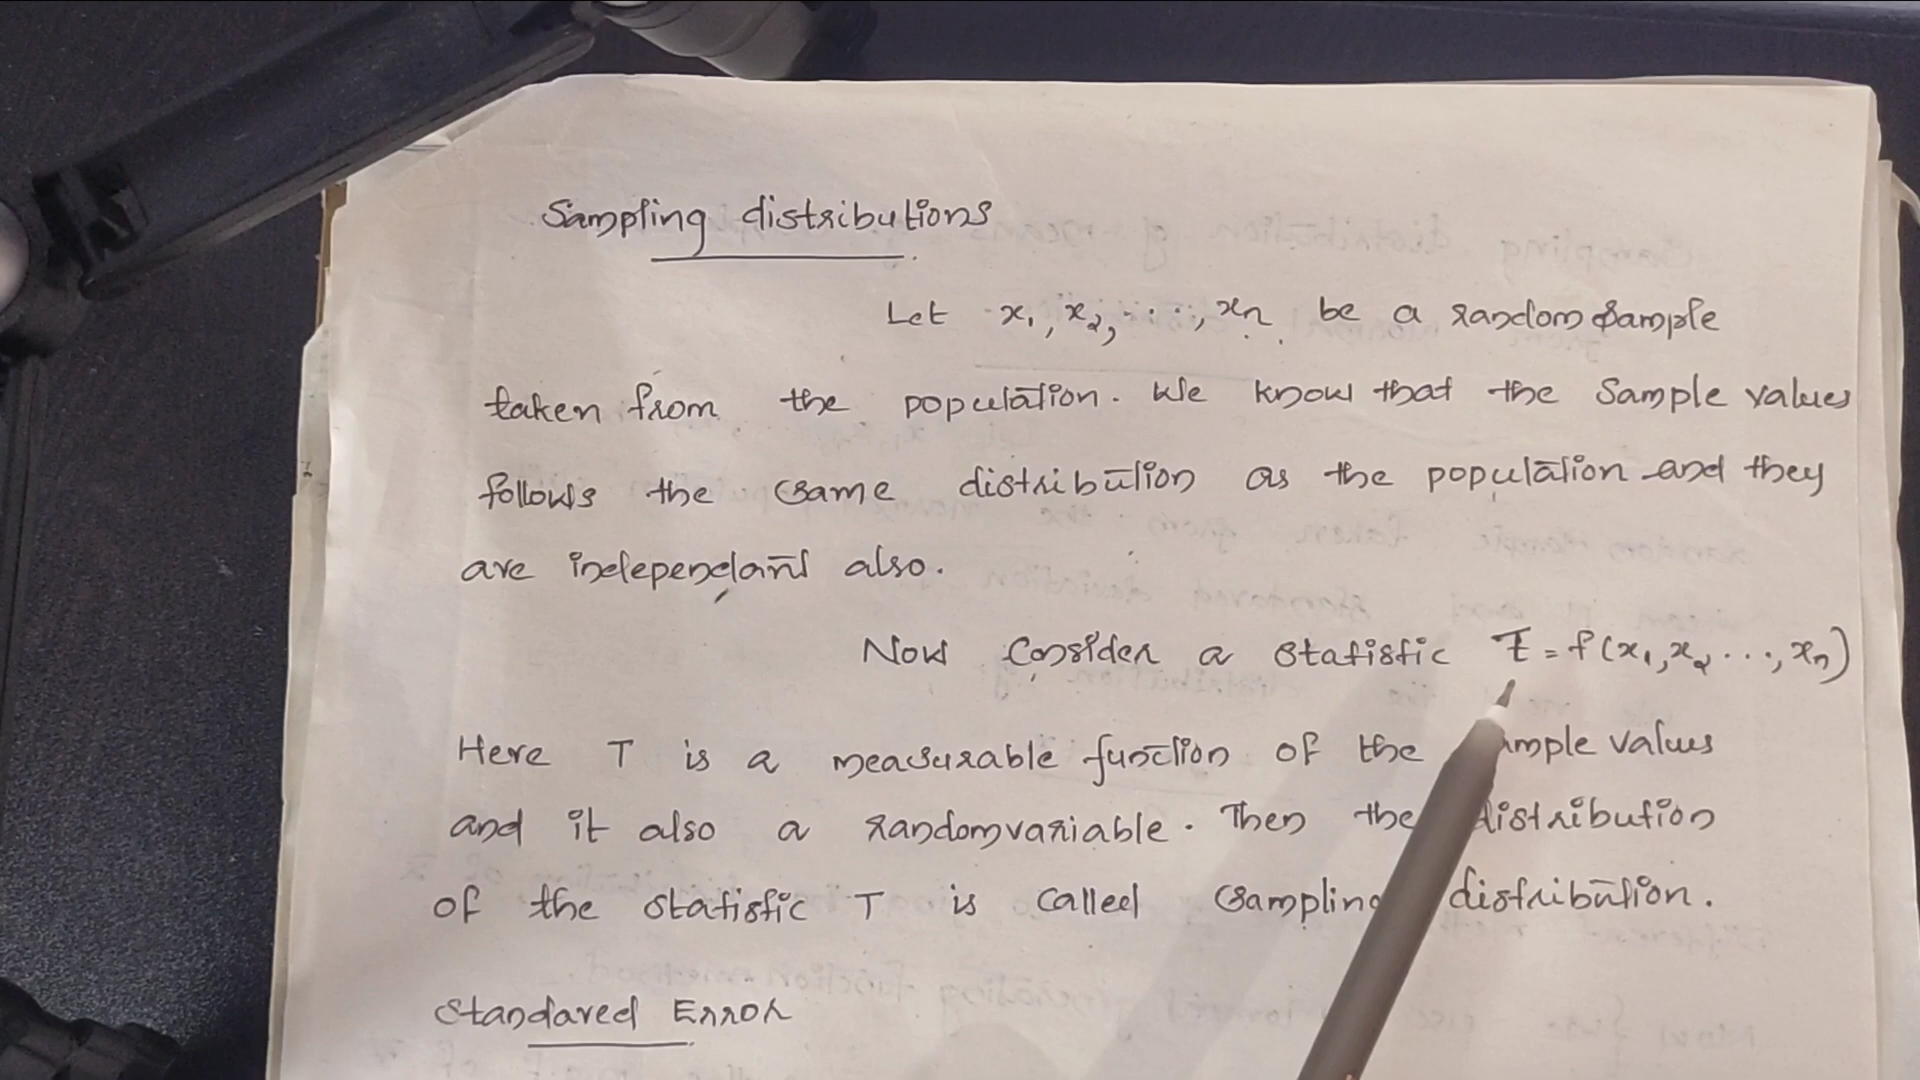 Sampling distributions
Let x₁, x₂, ..., xn be a random sample
taken from the population. We know that the sample values
follows the same distribution as the population and they
are independant also.
Now Consider a statistic T = f(x₁, x₂ ..., xn)
Here T is a measurable function of the values
and it also a randomvariable. Then the distribution
of the statistic T is called Sampling distribution.
Standared Error